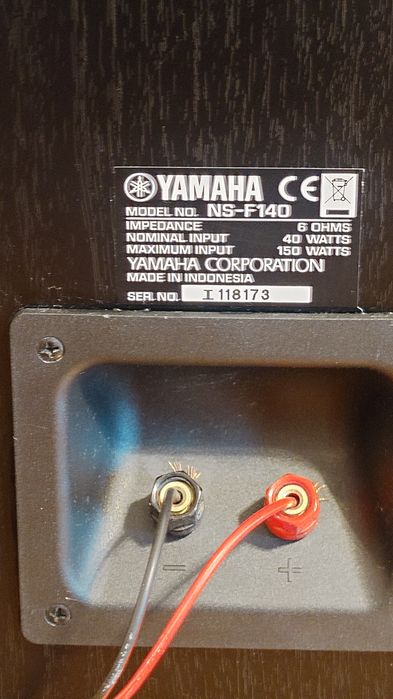 YAMAHA CE
MODEL NO. NS-F140
IMPEDANCE 6 OHMS
NOMINAL INPUT 40 WATTS
MAXIMUM INPUT 150 WATTS
YAMAHA CORPORATION
MADE IN INDONESIA
SER. NO. I 118173
− +